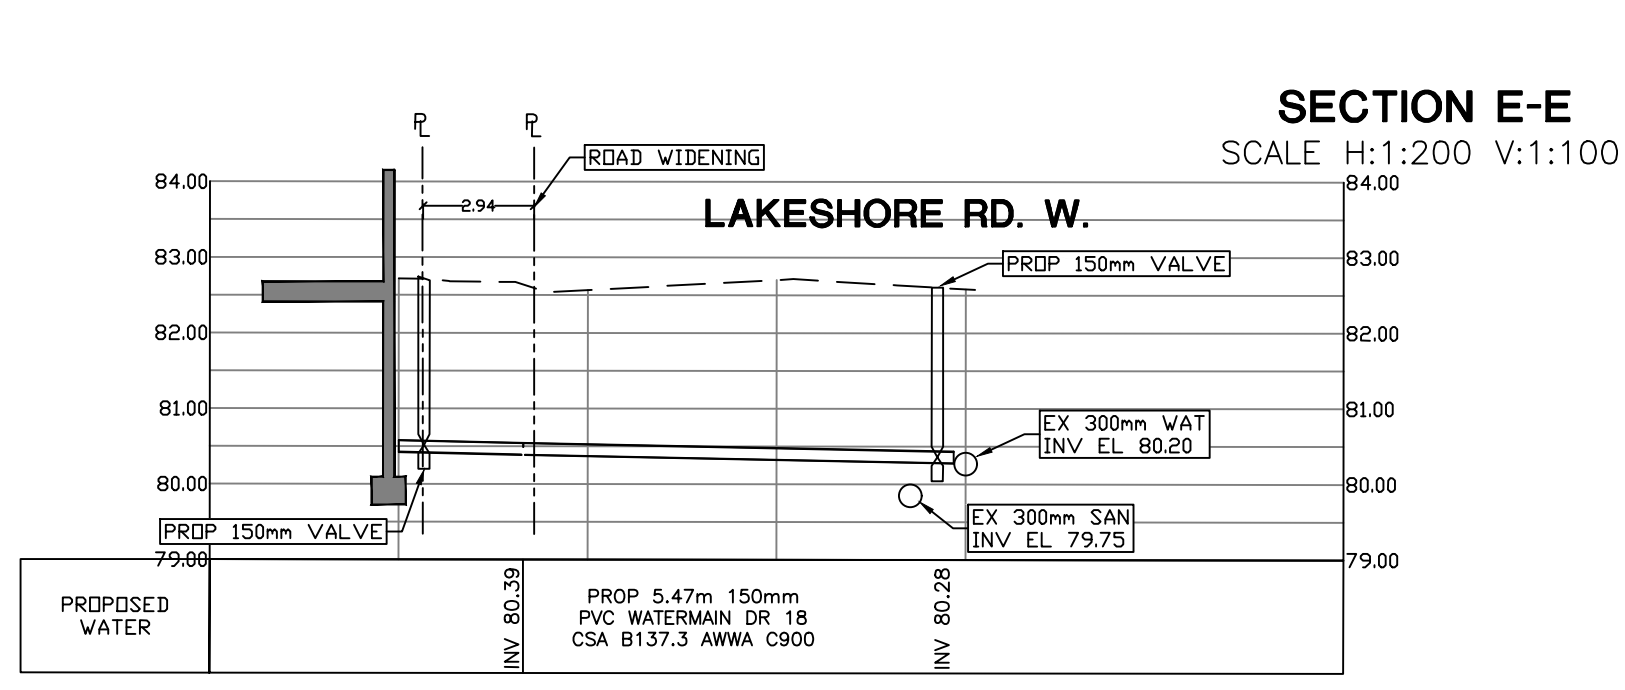 SECTION E-E
SCALE H:1:200 V:1:100
PL PL
ROAD WIDENING
2.94
LAKESHORE RD. W.
84.00 84.00
83.00 83.00
82.00 82.00
81.00 81.00
80.00 80.00
79.00 79.00
PROP 150mm VALVE
EX 300mm WAT
INV EL 80.20
EX 300mm SAN
INV EL 79.75
PROP 150mm VALVE
PROPOSED
WATER
INV 80.39
PROP 5.47m 150mm
PVC WATERMAIN DR 18
CSA B137.3 AWWA C900
INV 80.28